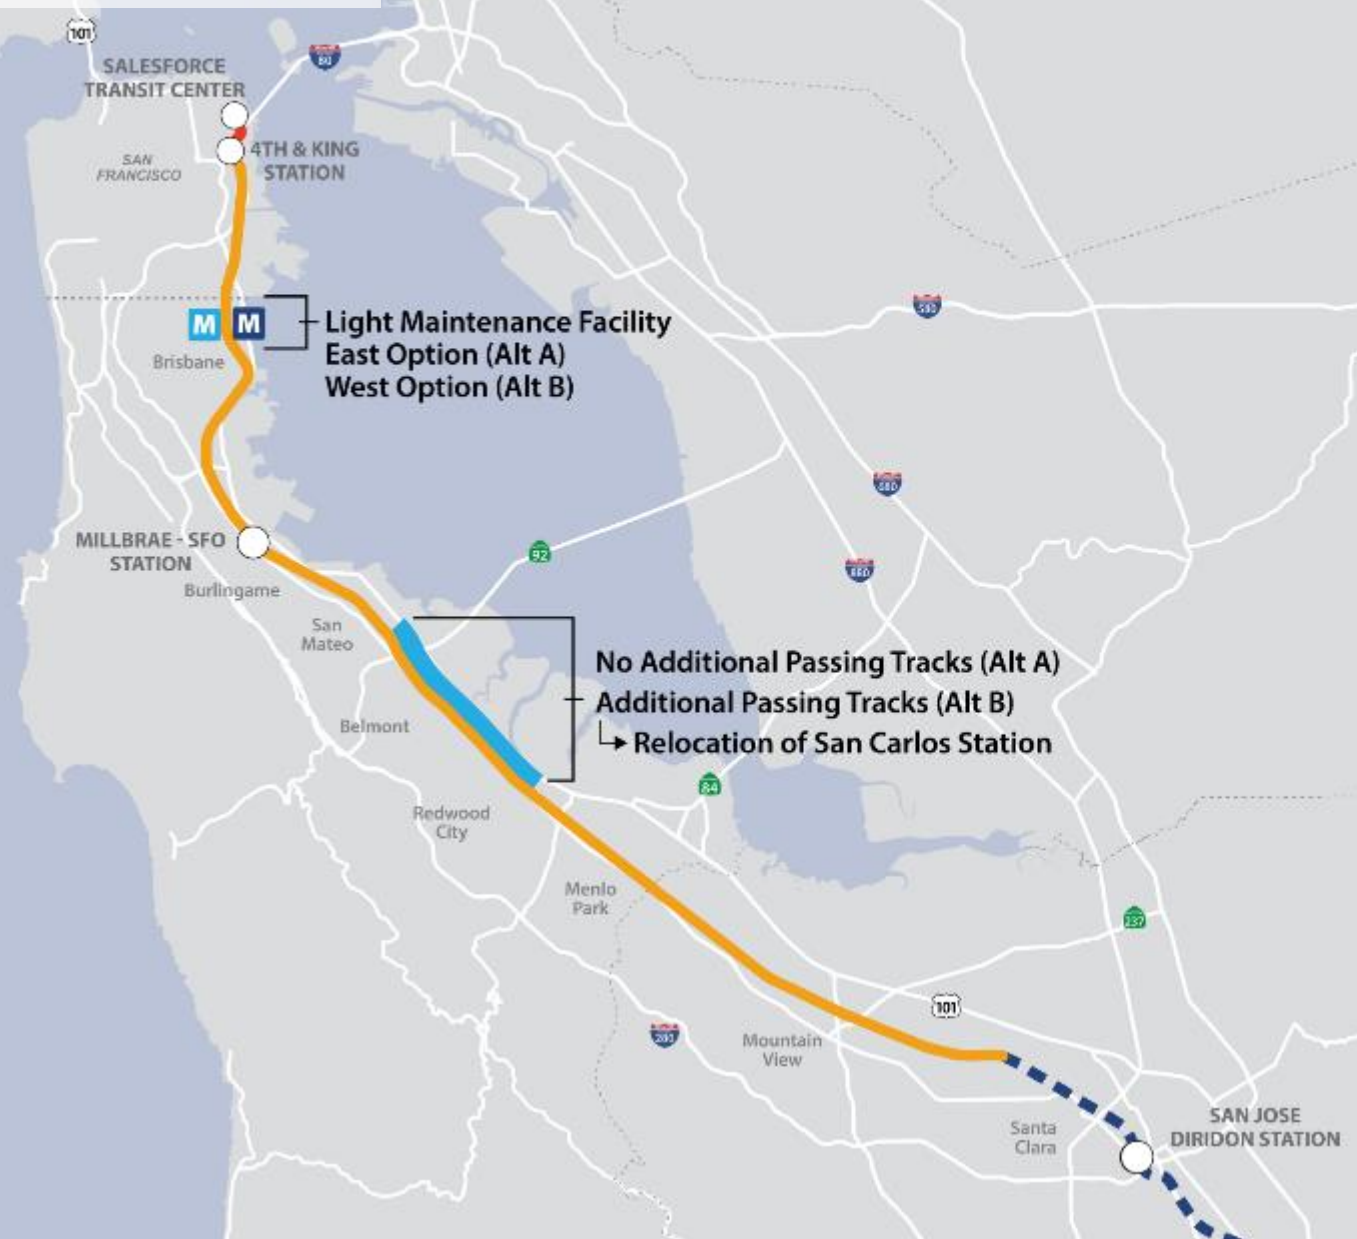 101
80
SALESFORCE
TRANSIT CENTER
4TH & KING
STATION
SAN
FRANCISCO
580
M M
Light Maintenance Facility
East Option (Alt A)
West Option (Alt B)
Brisbane
680
MILLBRAE - SFO
STATION
92
880
Burlingame
San
Mateo
No Additional Passing Tracks (Alt A)
Additional Passing Tracks (Alt B)
Relocation of San Carlos Station
Belmont
84
Redwood
City
Menlo
Park
237
101
280
Mountain
View
Santa
Clara
SAN JOSE
DIRIDON STATION